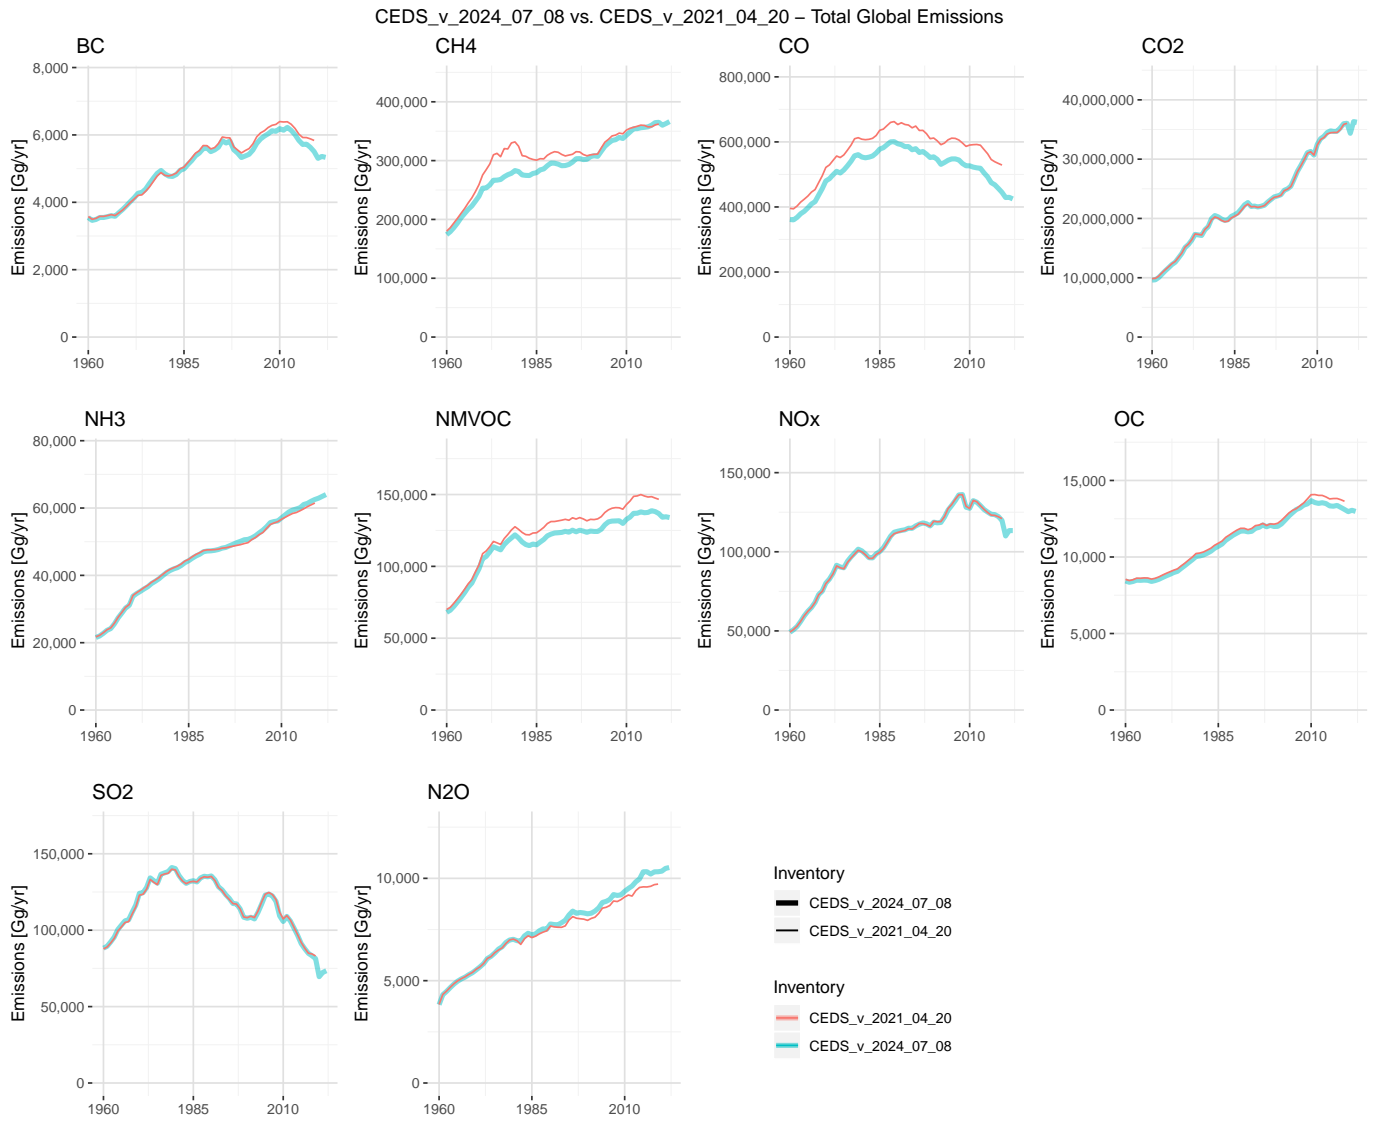 CEDS_v_2024_07_08 vs. CEDS_v_2021_04_20 – Total Global Emissions
BC
Emissions [Gg/yr]
8,000
6,000
4,000
2,000
0
1960 1985 2010
CH4
Emissions [Gg/yr]
400,000
300,000
200,000
100,000
0
1960 1985 2010
CO
Emissions [Gg/yr]
800,000
600,000
400,000
200,000
0
1960 1985 2010
CO2
Emissions [Gg/yr]
40,000,000
30,000,000
20,000,000
10,000,000
0
1960 1985 2010
NH3
Emissions [Gg/yr]
80,000
60,000
40,000
20,000
0
1960 1985 2010
NMVOC
Emissions [Gg/yr]
150,000
100,000
50,000
0
1960 1985 2010
NOx
Emissions [Gg/yr]
150,000
100,000
50,000
0
1960 1985 2010
OC
Emissions [Gg/yr]
15,000
10,000
5,000
0
1960 1985 2010
SO2
Emissions [Gg/yr]
150,000
100,000
50,000
0
1960 1985 2010
N2O
Emissions [Gg/yr]
10,000
5,000
0
1960 1985 2010
Inventory
CEDS_v_2024_07_08
CEDS_v_2021_04_20
Inventory
CEDS_v_2021_04_20
CEDS_v_2024_07_08